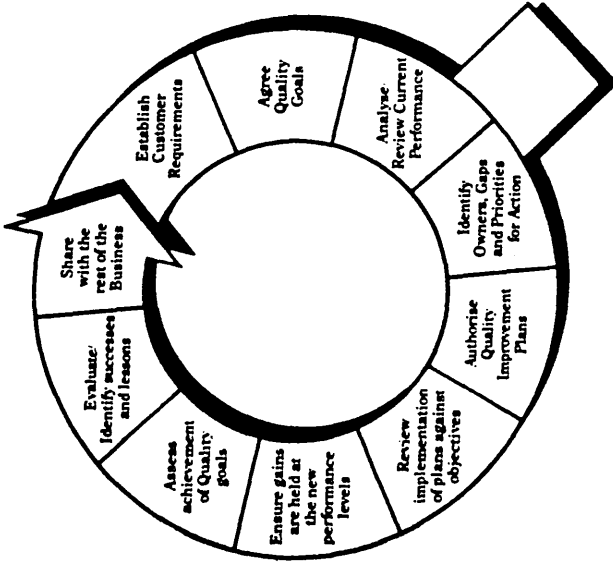 Establish
Customer
Requirements
Agree
Quality
Goals
Analyse/
Review Current
Performance
Identify
Owners, Gaps
and Priorities
for Action
Authorise
Quality
Improvement
Plans
Review
implementation
of plans against
objectives
Ensure gains
are held at
the new
performance
levels
Assess
achievement
of Quality
goals
Evaluate/
Identify successes
and lessons
Share
with the
rest of the
Business